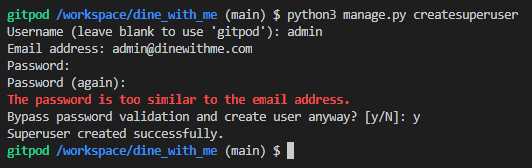 gitpod /workspace/dine_with_me (main) $ python3 manage.py createsuperuser
Username (leave blank to use 'gitpod'): admin
Email address: admin@dinewithme.com
Password:
Password (again):
The password is too similar to the email address.
Bypass password validation and create user anyway? [y/N]: y
Superuser created successfully.
gitpod /workspace/dine_with_me (main) $